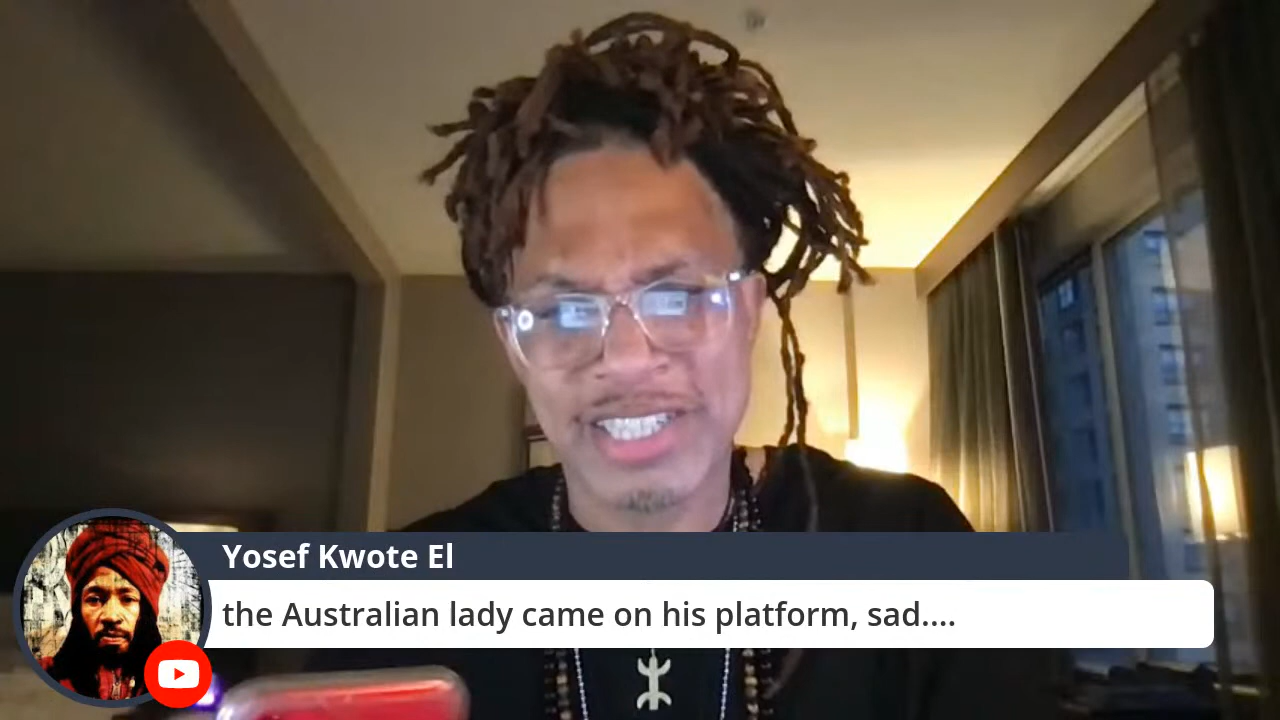 Yosef Kwote El
the Australian lady came on his platform, sad....